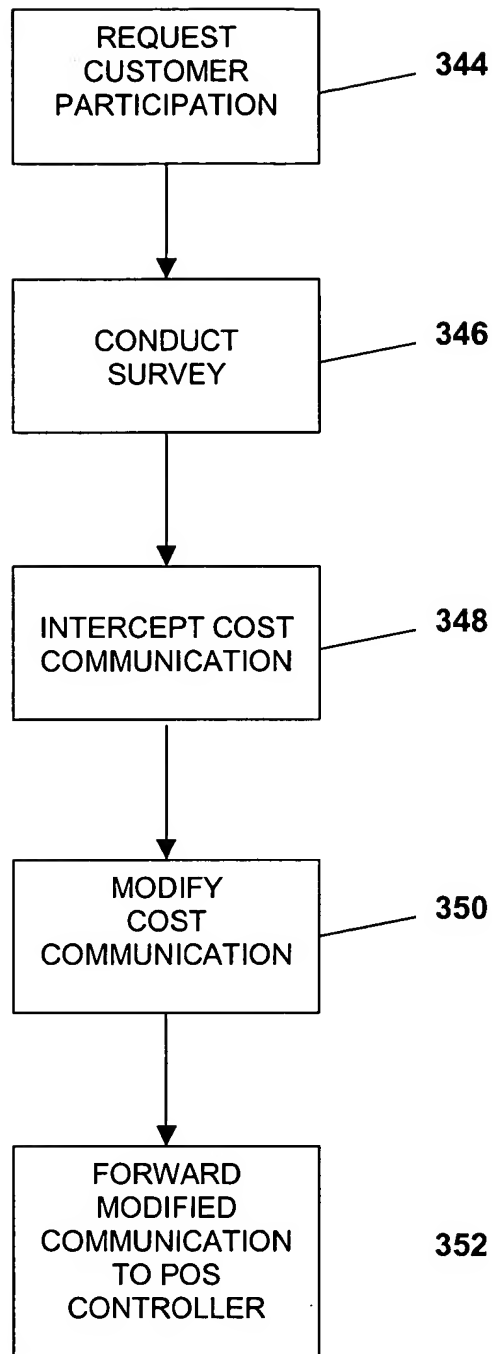 REQUEST
CUSTOMER
PARTICIPATION
344
CONDUCT
SURVEY
346
INTERCEPT COST
COMMUNICATION
348
MODIFY
COST
COMMUNICATION
350
FORWARD
MODIFIED
COMMUNICATION
TO POS
CONTROLLER
352